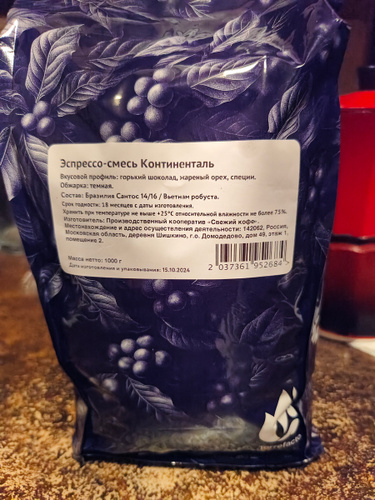 Эспрессо-смесь Континенталь
Вкусовой профиль: горький шоколад, жареный орех, специи.
Обжарка: темная.
Состав: Бразилия Сантос 14/16 / Вьетнам робуста.
Срок годности: 18 месяцев с даты изготовления.
Хранить при температуре не выше +25°С относительной влажности не более 75%.
Изготовитель: Производственный кооператив «Свежий кофе».
Местонахождение и адрес осуществления деятельности: 142062, Россия,
Московская область, деревня Шишкино, г.о. Домодедово, дом 49, этаж 1,
помещение 2.
Масса нетто: 1000 г
Дата изготовления и упаковывания: 15.10.2024
2 037361 952684
Torrefacto